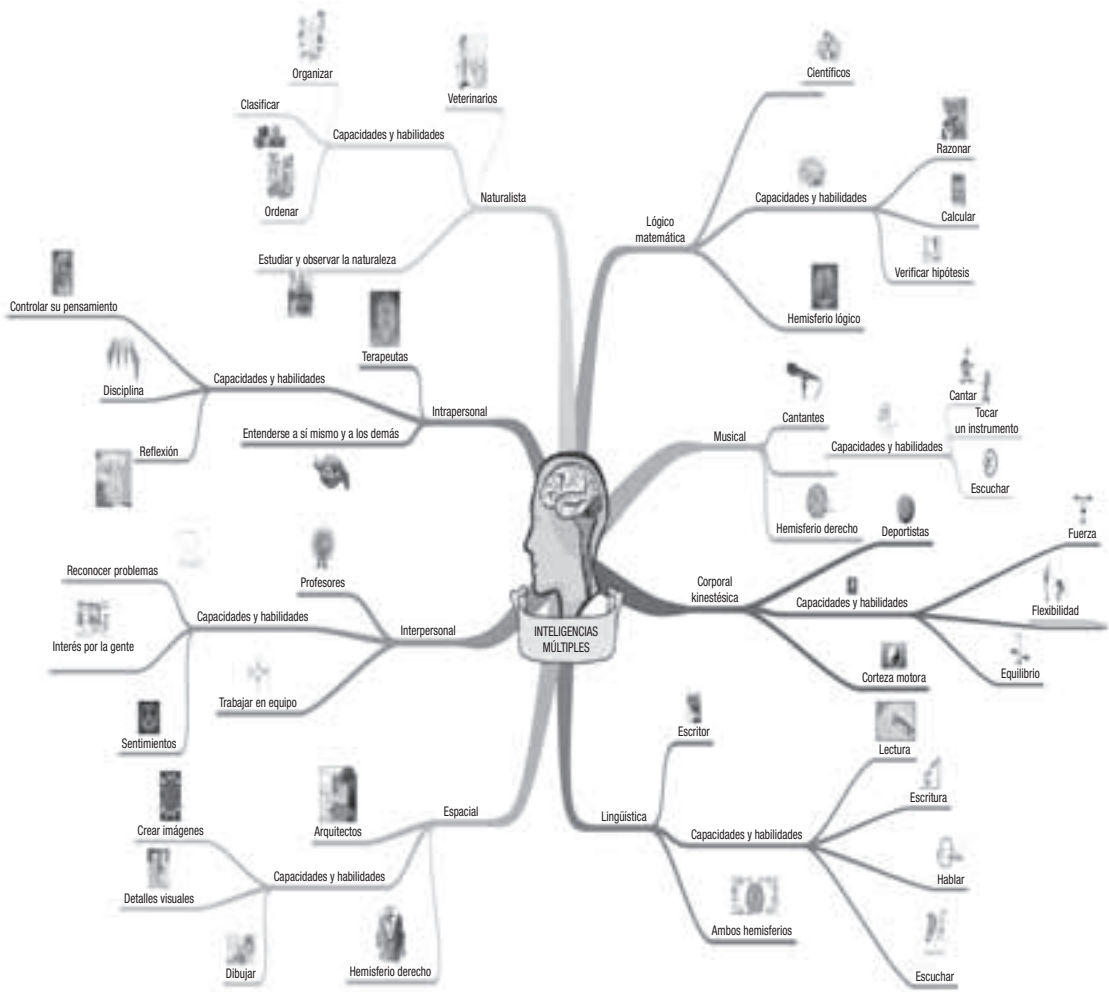 INTELIGENCIAS
MÚLTIPLES
Naturalista
Veterinarios
Capacidades y habilidades
Organizar
Clasificar
Ordenar
Estudiar y observar la naturaleza
Lógico
matemática
Científicos
Capacidades y habilidades
Razonar
Calcular
Verificar hipótesis
Hemisferio lógico
Intrapersonal
Terapeutas
Capacidades y habilidades
Controlar su pensamiento
Disciplina
Reflexión
Entenderse a sí mismo y a los demás
Musical
Cantantes
Capacidades y habilidades
Cantar
Tocar
un instrumento
Escuchar
Hemisferio derecho
Corporal
kinestésica
Deportistas
Capacidades y habilidades
Fuerza
Flexibilidad
Equilibrio
Corteza motora
Interpersonal
Profesores
Capacidades y habilidades
Reconocer problemas
Interés por la gente
Sentimientos
Trabajar en equipo
Espacial
Arquitectos
Capacidades y habilidades
Crear imágenes
Detalles visuales
Dibujar
Hemisferio derecho
Lingüística
Escritor
Capacidades y habilidades
Lectura
Escritura
Hablar
Escuchar
Ambos hemisferios